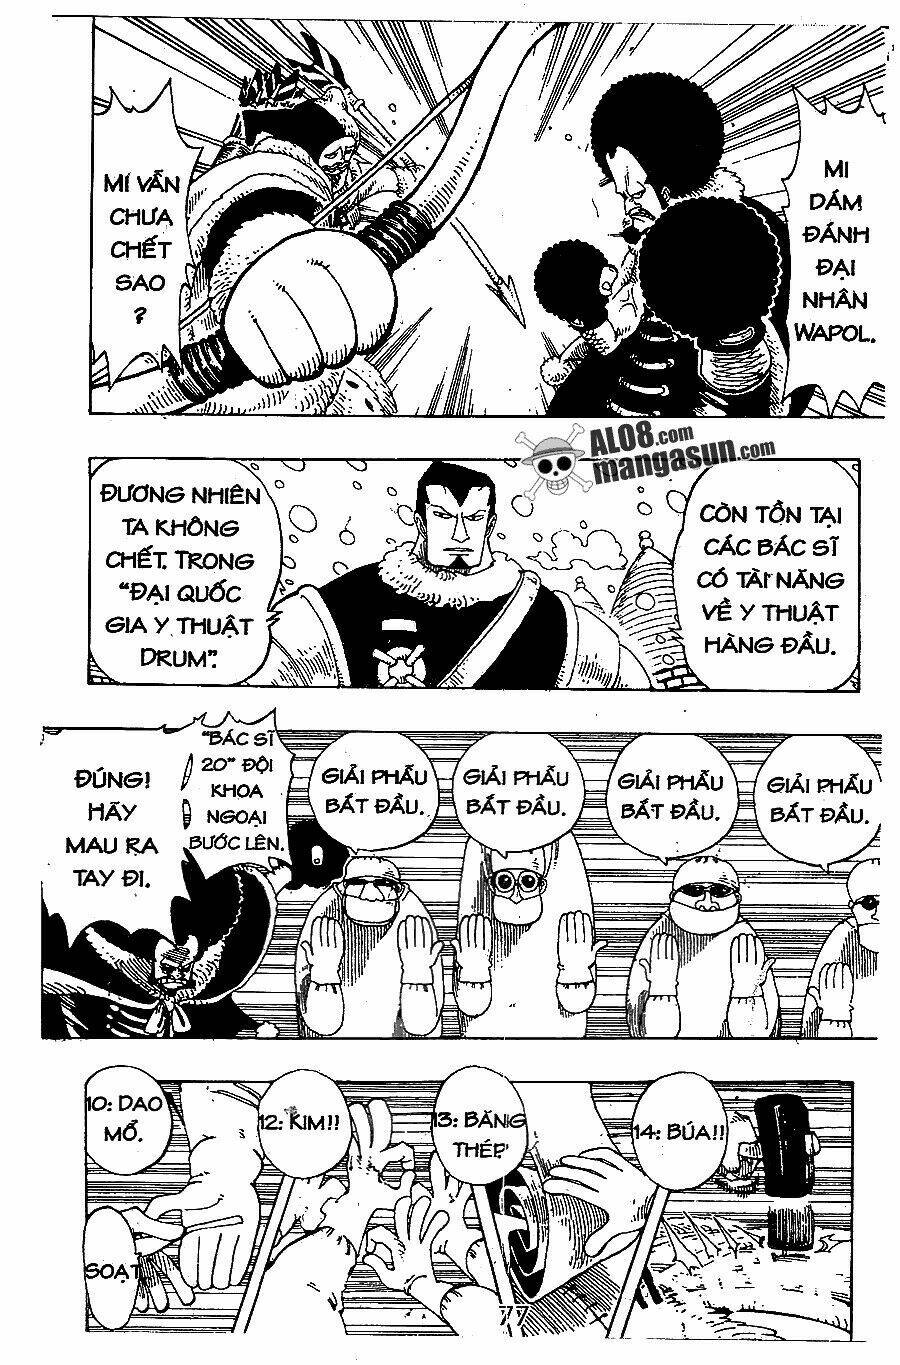 MI VẪN
CHƯA
CHẾT
SAO
?
MI
DÁM
ĐÁNH
ĐẠI
NHÂN
WAPOL.
ALO8.com
mangasun.com
ĐƯƠNG NHIÊN
TA KHÔNG
CHẾT. TRONG
"ĐẠI QUỐC
GIA Y THUẬT
DRUM".
CÒN TỒN TẠI
CÁC BÁC SĨ
CÓ TÀI NĂNG
VỀ Y THUẬT
HÀNG ĐẦU.
ĐÚNG!
HÃY
MAU RA
TAY ĐI.
"BÁC SĨ
20" ĐỘI
KHOA
NGOẠI
BƯỚC LÊN.
GIẢI PHẪU
BẮT ĐẦU.
GIẢI PHẪU
BẮT ĐẦU.
GIẢI PHẪU
BẮT ĐẦU.
GIẢI PHẪU
BẮT ĐẦU.
10: DAO
MỔ.
SOẠT
12: KIM!!
13: BĂNG
THÉP!
14: BÚA!!
77